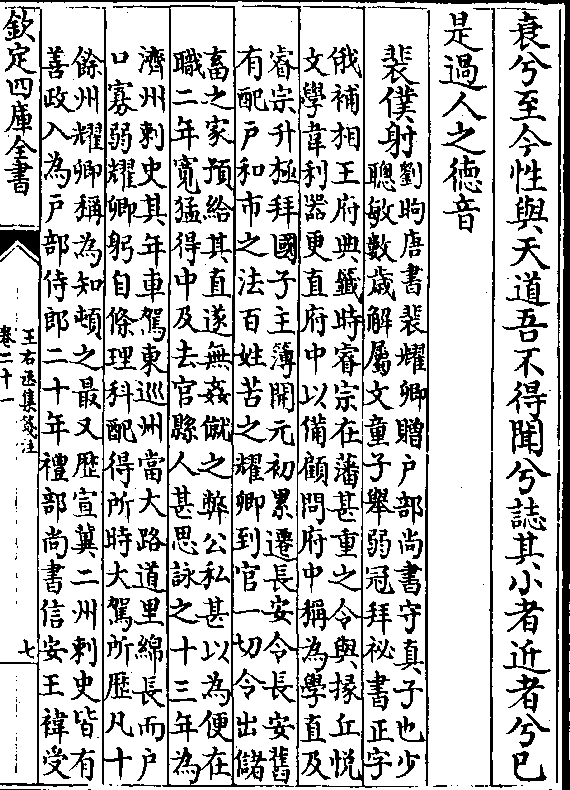 衰兮至今性與天道吾不得聞兮誌其小者近者兮已
是過人之德音
裴僕射
劉昫唐書裴耀卿贈户部尚書守真子也少
聰敏數歲解屬文童子舉弱冠拜祕書正字
俄補相王府典籤時睿宗在藩甚重之令與掾丘悦
文學韋利器更直府中以備顧問府中稱為學直及
睿宗升極拜國子主簿開元初累遷長安令長安舊
有配户和市之法百姓苦之耀卿到官一切令出儲
畜之家預給其直遂無姦僦之弊公私甚以為便在
職二年寬猛得中及去官縣人甚思詠之十三年為
濟州刺史其年車駕東巡州當大路道里綿長而户
口寡弱耀卿躬自條理科配得所時大駕所歷凡十
餘州耀卿稱為知頓之最又歷宣冀二州刺史皆有
善政入為户部侍郎二十年禮部尚書信安王褘受
欽定四庫全書
王右丞集箋注
卷二十一
七